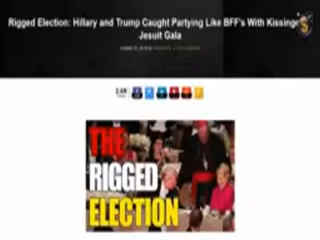 Rigged Election: Hillary and Trump Caught Partying Like BFF's With Kissinger
Jesuit Gala
THE
RIGGED
ELECTION